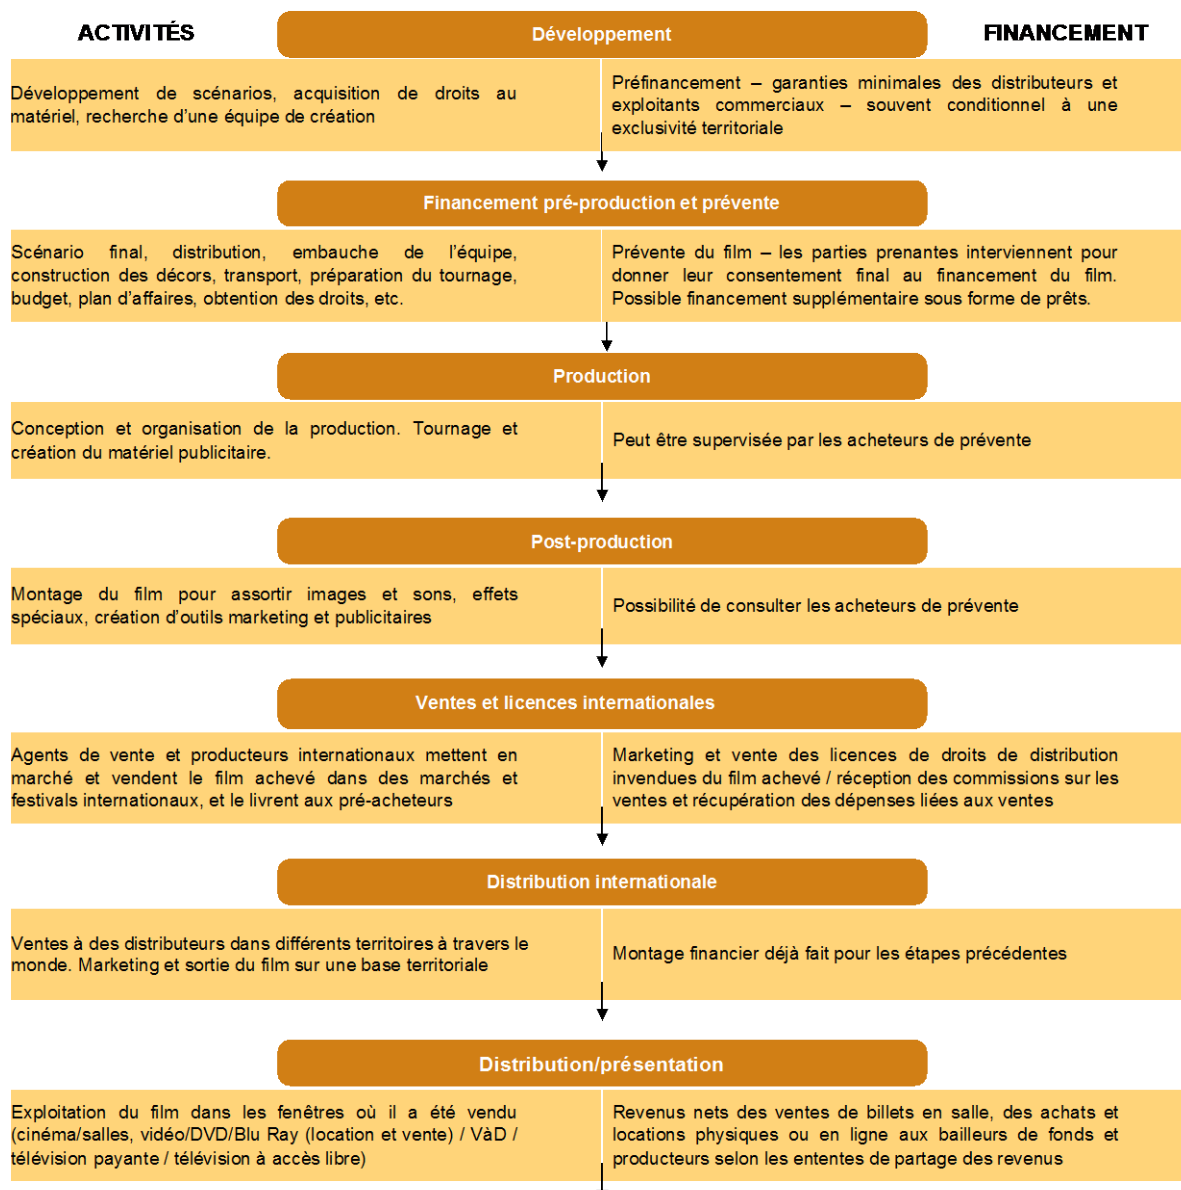 ACTIVITÉS
Développement
FINANCEMENT
Développement de scénarios, acquisition de droits au
matériel, recherche d'une équipe de création
Préfinancement – garanties minimales des distributeurs et
exploitants commerciaux – souvent conditionnel à une
exclusivité territoriale
Financement pré-production et prévente
Scénario final, distribution, embauche de l'équipe,
construction des décors, transport, préparation du tournage,
budget, plan d'affaires, obtention des droits, etc.
Prévente du film – les parties prenantes interviennent pour
donner leur consentement final au financement du film.
Possible financement supplémentaire sous forme de prêts.
Production
Conception et organisation de la production. Tournage et
création du matériel publicitaire.
Peut être supervisée par les acheteurs de prévente
Post-production
Montage du film pour assortir images et sons, effets
spéciaux, création d'outils marketing et publicitaires
Possibilité de consulter les acheteurs de prévente
Ventes et licences internationales
Agents de vente et producteurs internationaux mettent en
marché et vendent le film achevé dans des marchés et
festivals internationaux, et le livrent aux pré-acheteurs
Marketing et vente des licences de droits de distribution
invendues du film achevé / réception des commissions sur les
ventes et récupération des dépenses liées aux ventes
Distribution internationale
Ventes à des distributeurs dans différents territoires à travers le
monde. Marketing et sortie du film sur une base territoriale
Montage financier déjà fait pour les étapes précédentes
Distribution/présentation
Exploitation du film dans les fenêtres où il a été vendu
(cinéma/salles, vidéo/DVD/Blu Ray (location et vente) / VàD /
télévision payante / télévision à accès libre)
Revenus nets des ventes de billets en salle, des achats et
locations physiques ou en ligne aux bailleurs de fonds et
producteurs selon les ententes de partage des revenus